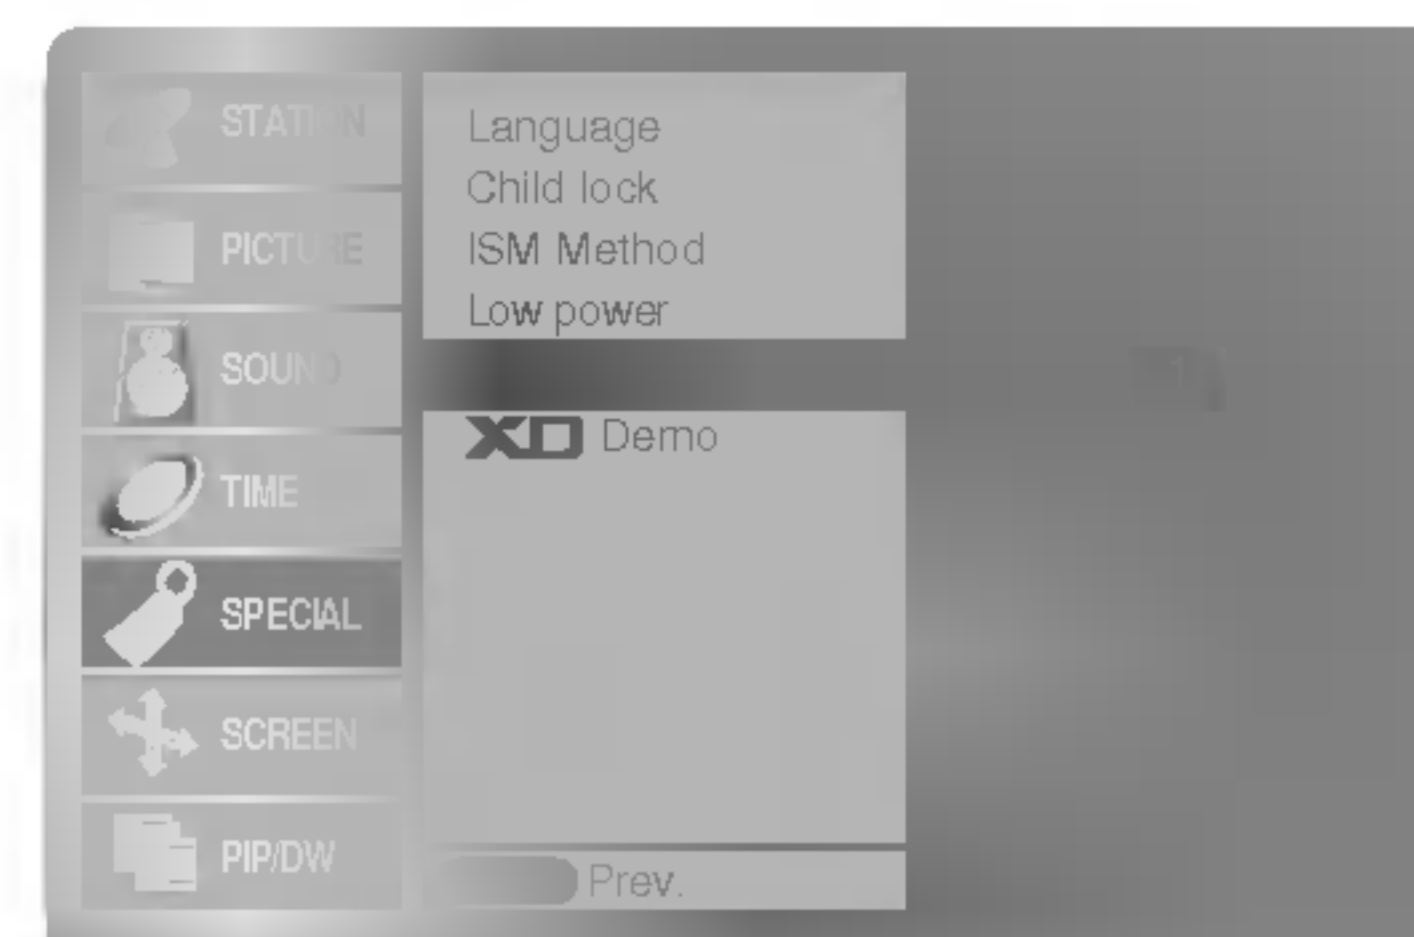 STATION
PICTURE
SOUND
TIME
SPECIAL
SCREEN
PIP/DW
Language
Child lock
ISM Method
Low power
XD Demo
Prev.